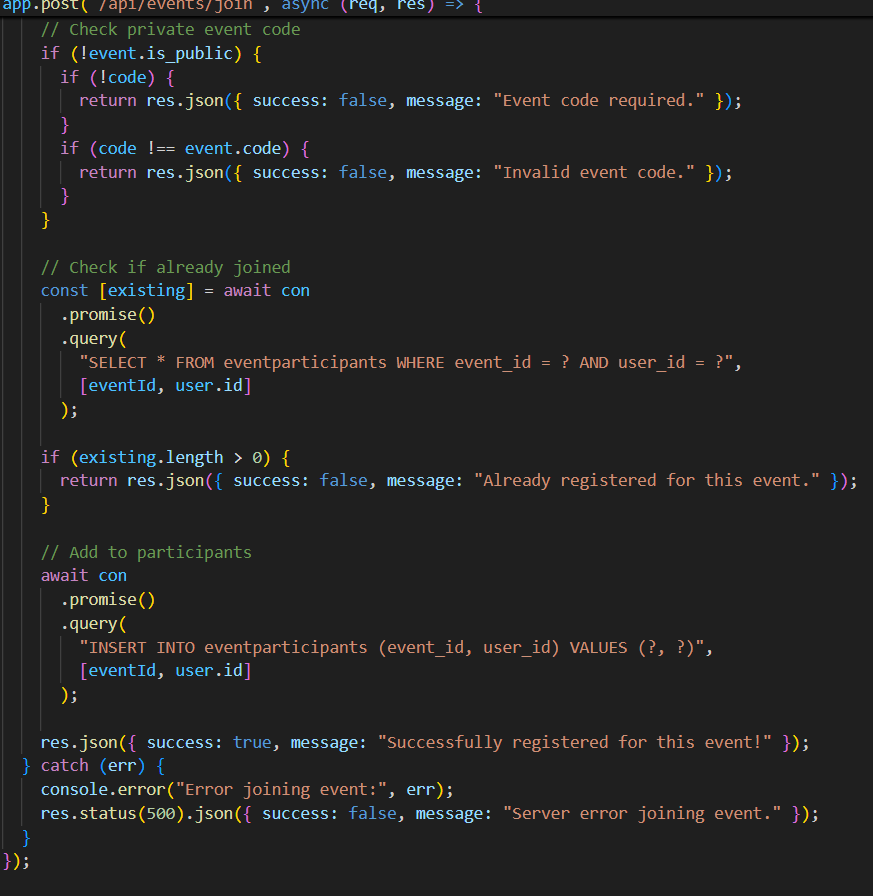 app.post("/api/events/join", async (req, res) => {
    // Check private event code
    if (!event.is_public) {
      if (!code) {
        return res.json({ success: false, message: "Event code required." });
      }
      if (code !== event.code) {
        return res.json({ success: false, message: "Invalid event code." });
      }
    }

    // Check if already joined
    const [existing] = await con
      .promise()
      .query(
        "SELECT * FROM eventparticipants WHERE event_id = ? AND user_id = ?",
        [eventId, user.id]
      );

    if (existing.length > 0) {
      return res.json({ success: false, message: "Already registered for this event." });
    }

    // Add to participants
    await con
      .promise()
      .query(
        "INSERT INTO eventparticipants (event_id, user_id) VALUES (?, ?)",
        [eventId, user.id]
      );

    res.json({ success: true, message: "Successfully registered for this event!" });
  } catch (err) {
    console.error("Error joining event:", err);
    res.status(500).json({ success: false, message: "Server error joining event." });
  }
});